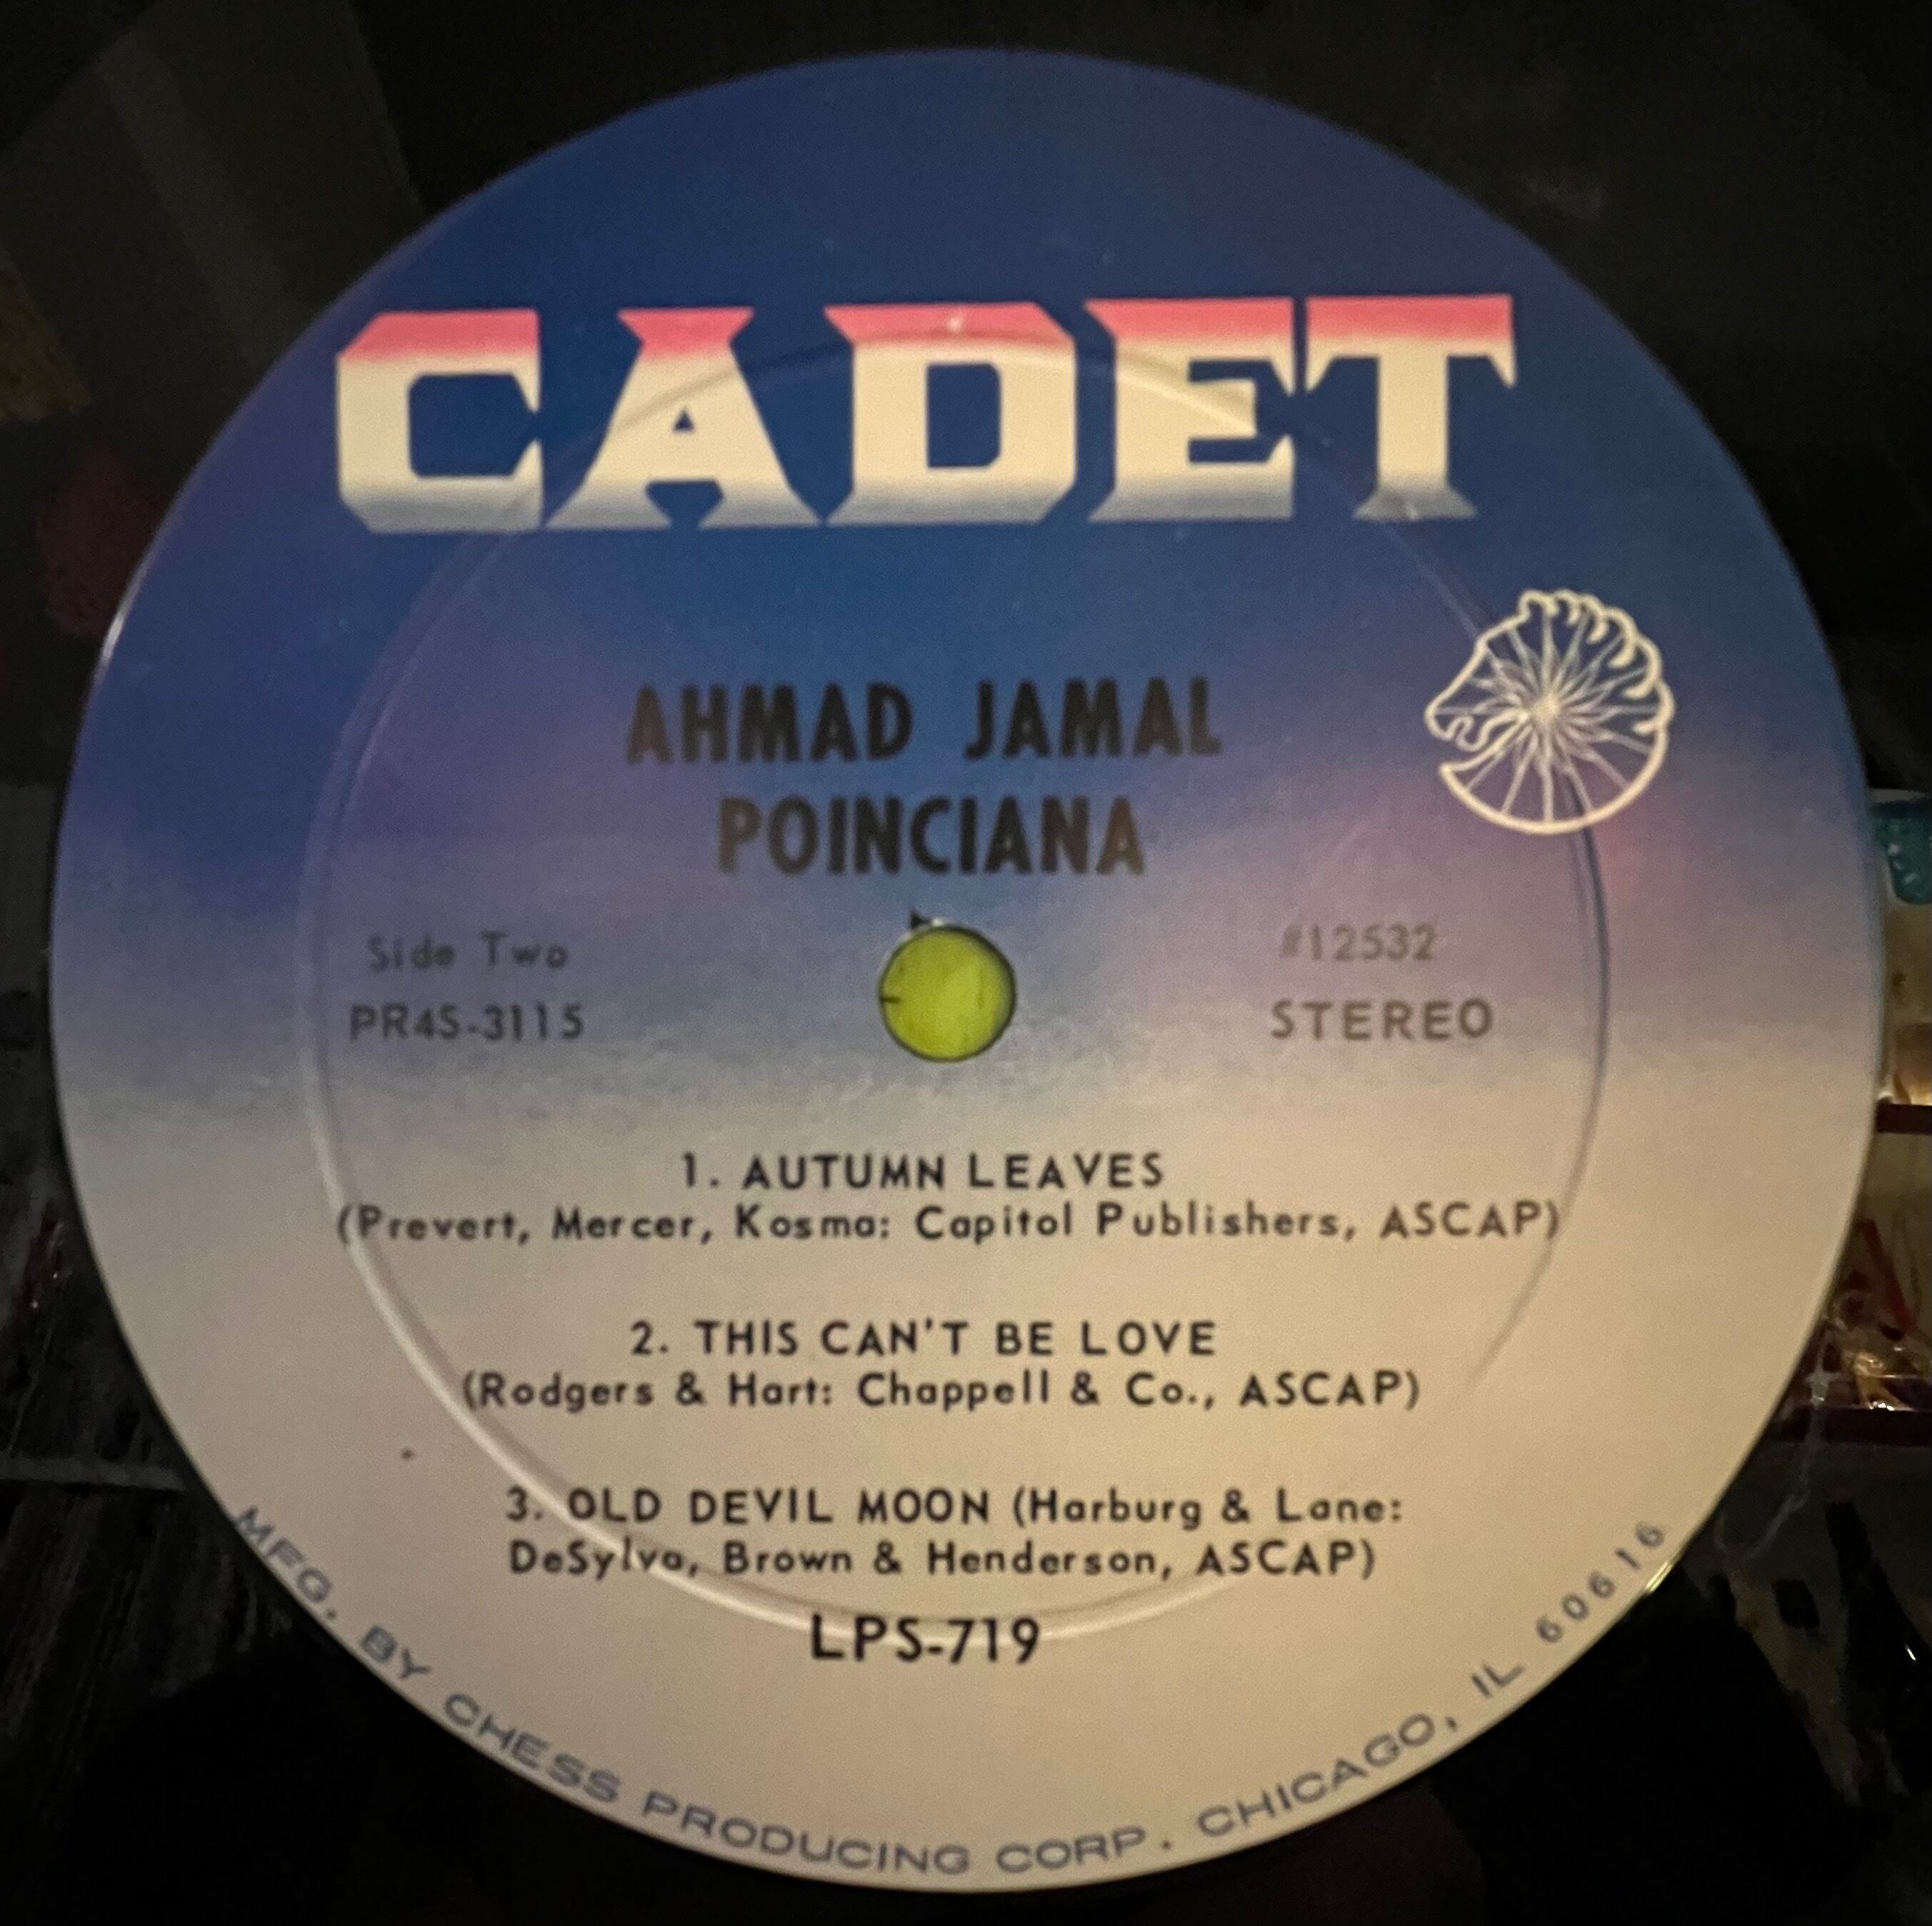 CADET
AHMAD JAMAL
POINCIANA
Side Two
#12532
PR4S-3115
STEREO
1. AUTUMN LEAVES
(Prevert, Mercer, Kosma: Capitol Publishers, ASCAP)
2. THIS CAN'T BE LOVE
(Rodgers & Hart: Chappell & Co., ASCAP)
3. OLD DEVIL MOON (Harburg & Lane:
DeSylva, Brown & Henderson, ASCAP)
LPS-719
MFG. BY CHESS PRODUCING CORP. CHICAGO, IL 60616